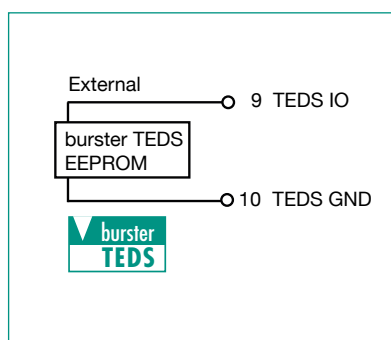 External
9 TEDS IO
burster TEDS
EEPROM
10 TEDS GND
burster
TEDS